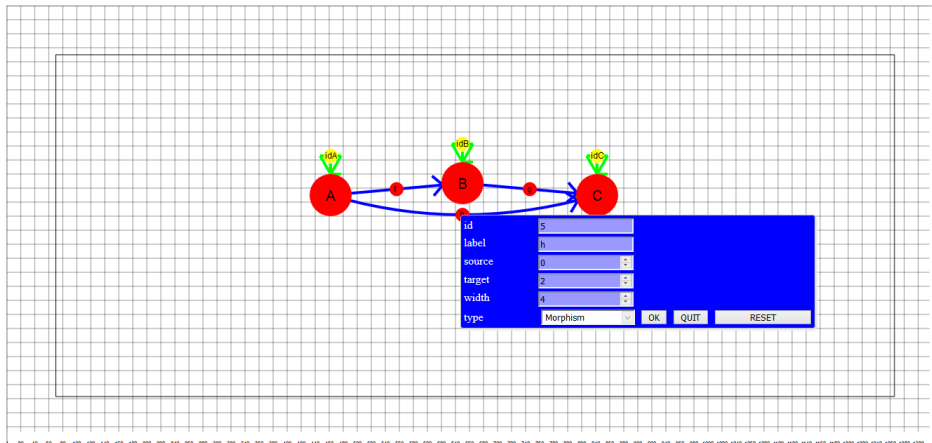 idA
idB
idC
A
f
B
g
C
id 5
label h
source 0
target 2
width 4
type Morphism OK QUIT RESET